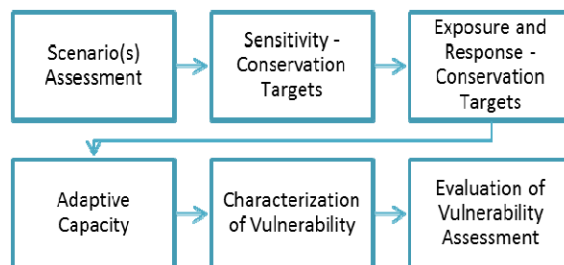 Scenario(s)
Assessment
Sensitivity -
Conservation
Targets
Exposure and
Response -
Conservation
Targets
Adaptive
Capacity
Characterization
of Vulnerability
Evaluation of
Vulnerability
Assessment